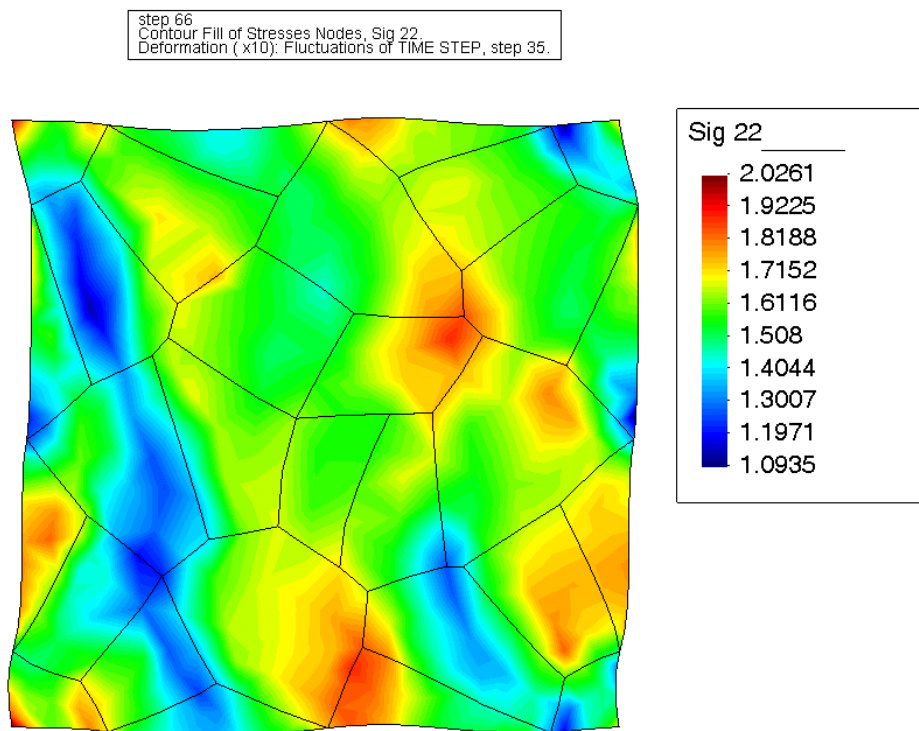 step 66
Contour Fill of Stresses Nodes, Sig 22.
Deformation ( x10): Fluctuations of TIME STEP, step 35.
Sig 22
2.0261
1.9225
1.8188
1.7152
1.6116
1.508
1.4044
1.3007
1.1971
1.0935